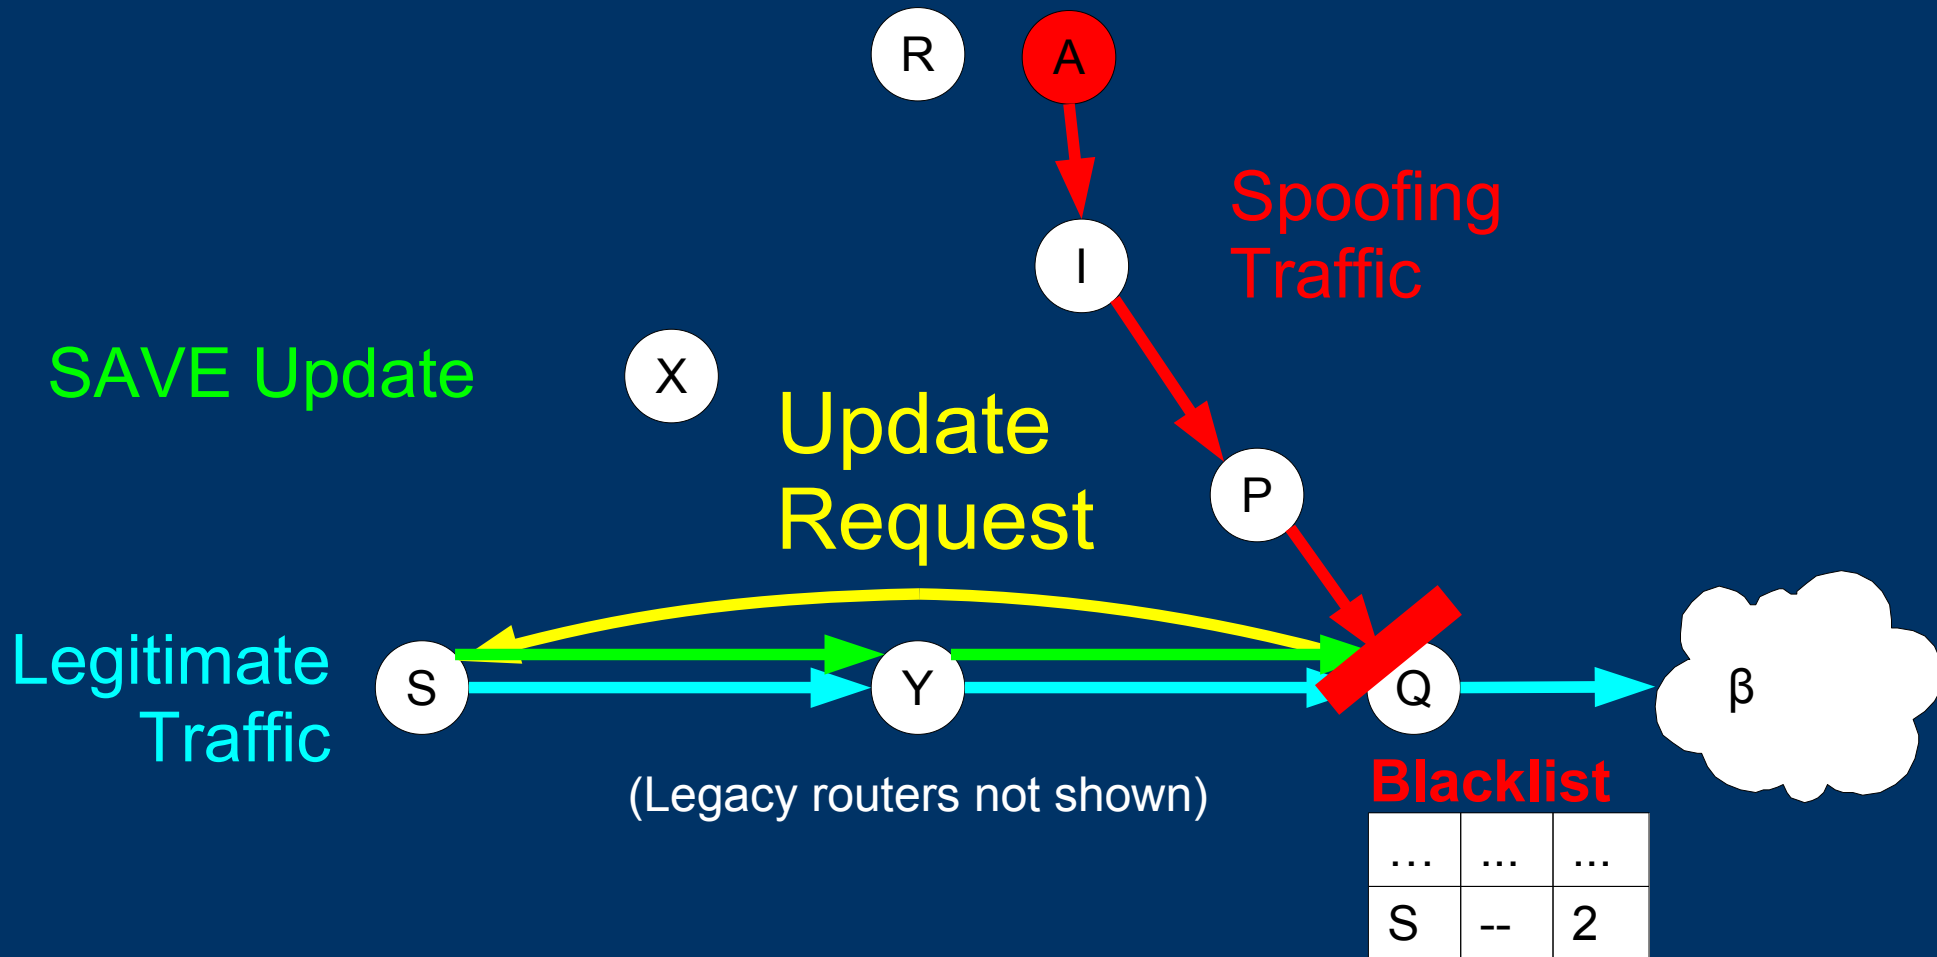 R
A
Spoofing
Traffic
I
SAVE Update
X
Update
Request
P
Legitimate
Traffic
S
Y
Q
β
(Legacy routers not shown)
Blacklist
... ... ...
S -- 2